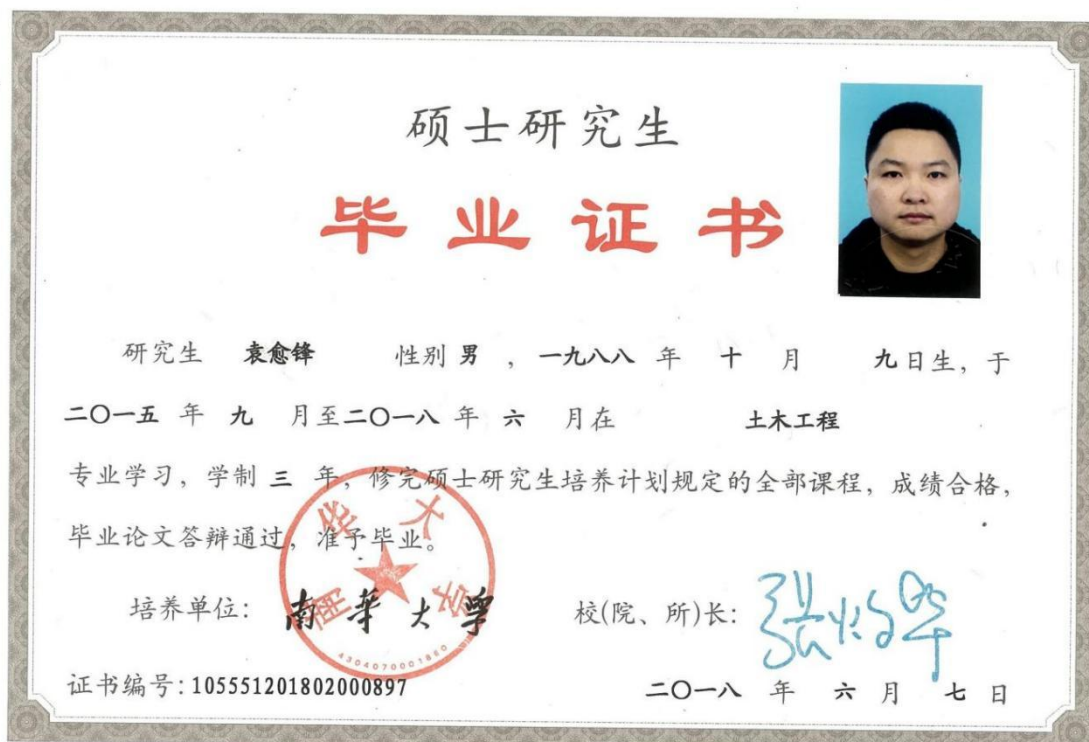 硕士研究生
毕业证书
研究生 袁愈锋 性别 男 ，一九八八 年 十 月 九日生，于
二〇一五 年 九 月至二〇一八 年 六 月在 土木工程
专业学习，学制 三 年，修完硕士研究生培养计划规定的全部课程，成绩合格，
毕业论文答辩通过，准予毕业。
南华大学
4304070001880
培养单位：南华大學 校(院、所)长：
证书编号：105551201802000897 二〇一八 年 六 月 七 日